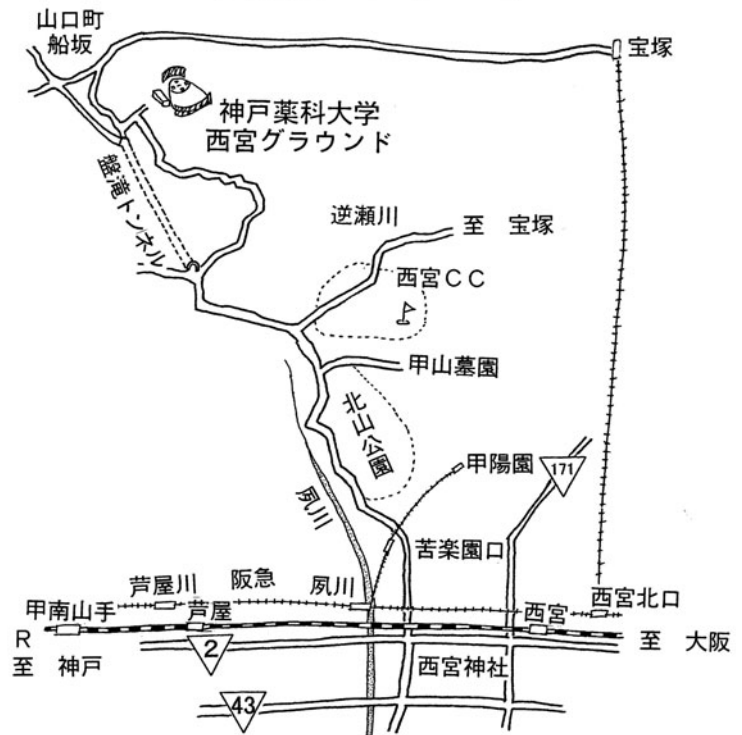 山口町
船坂
宝塚
神戸薬科大学
西宮グラウンド
盤滝トンネル
逆瀬川
至 宝塚
西宮CC
甲山墓園
北山公園
甲陽園
171
夙川
苦楽園口
芦屋川
阪急
夙川
西宮北口
甲南山手
芦屋
西宮
R
至 神戸
2
西宮神社
至 大阪
43